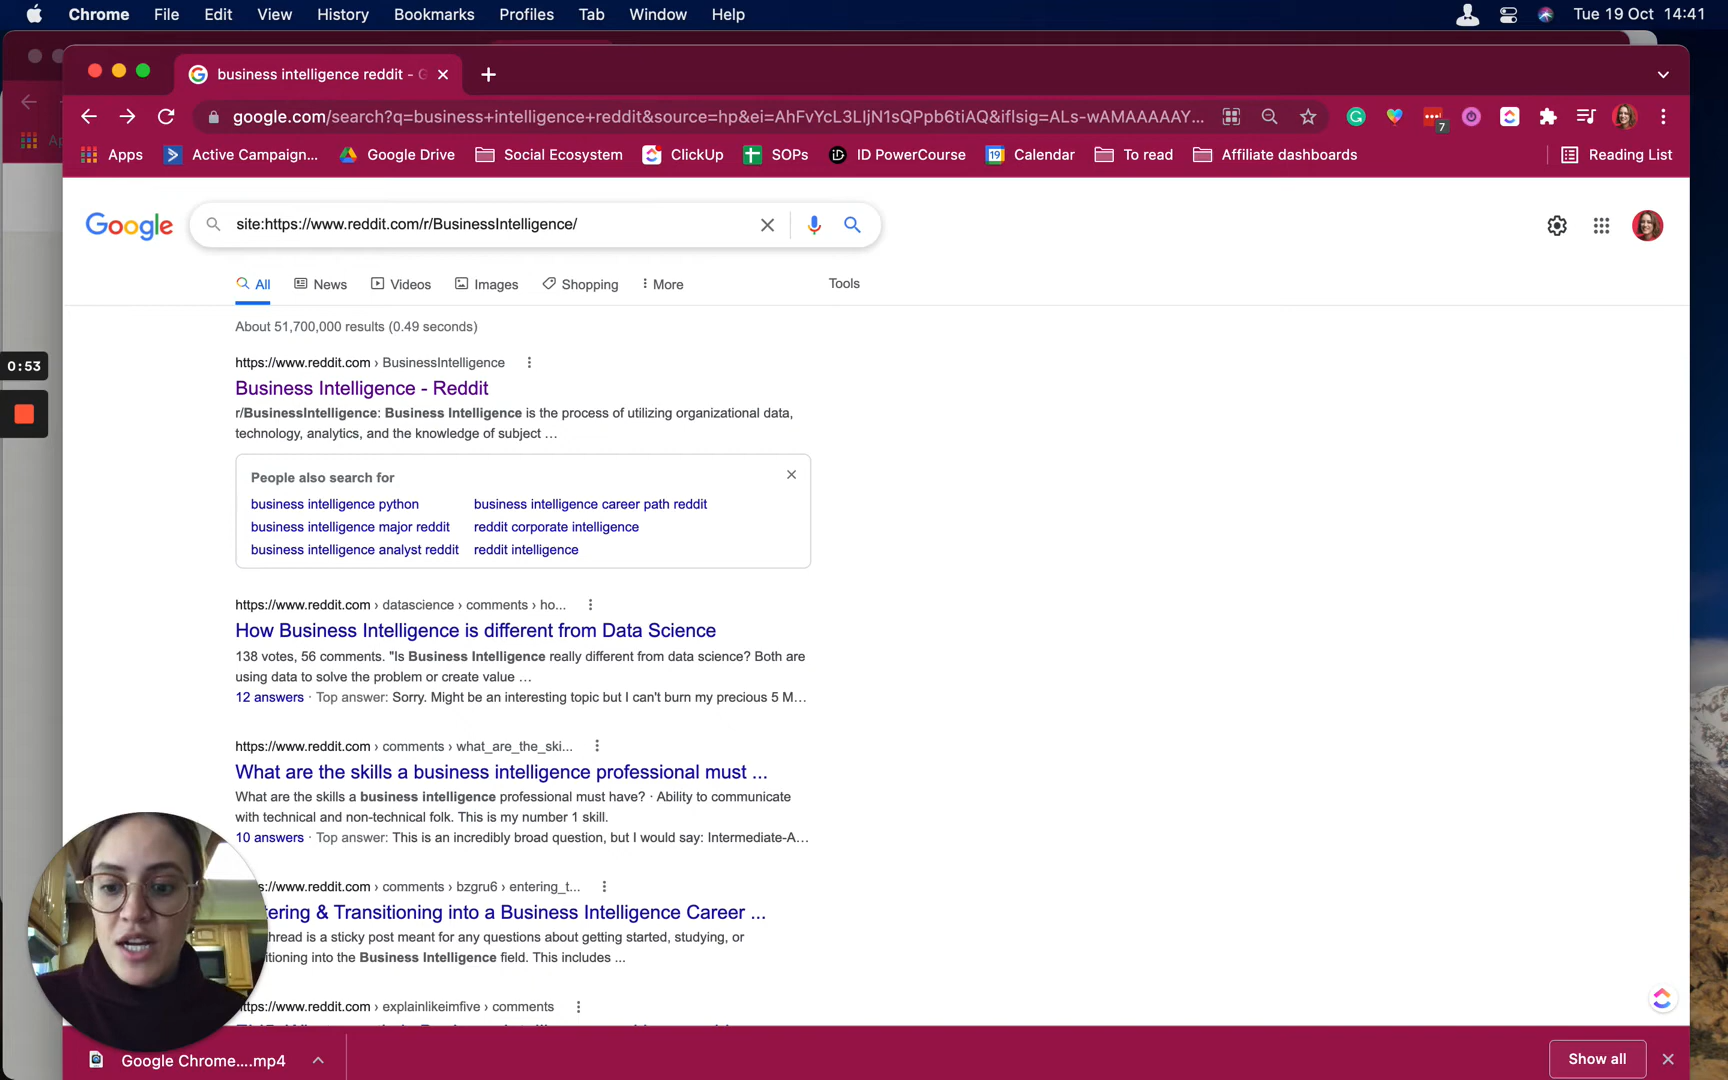 Chrome File Edit View History Bookmarks Profiles Tab Window Help Tue 19 Oct 14:41
business intelligence reddit - G
google.com/search?q=business+intelligence+reddit&source=hp&ei=AhFvYcL3LIjN1sQPpb6tiAQ&iflsig=ALs-wAMAAAAAY...
7
Apps Active Campaign... Google Drive Social Ecosystem ClickUp SOPs iD ID PowerCourse 19 Calendar To read Affiliate dashboards Reading List
Google site:https://www.reddit.com/r/BusinessIntelligence/
All News Videos Images Shopping More Tools
About 51,700,000 results (0.49 seconds)
https://www.reddit.com › BusinessIntelligence
0:53
Business Intelligence - Reddit
r/BusinessIntelligence: Business Intelligence is the process of utilizing organizational data,
technology, analytics, and the knowledge of subject ...
People also search for
business intelligence python business intelligence career path reddit
business intelligence major reddit reddit corporate intelligence
business intelligence analyst reddit reddit intelligence
https://www.reddit.com › datascience › comments › ho...
How Business Intelligence is different from Data Science
138 votes, 56 comments. "Is Business Intelligence really different from data science? Both are
using data to solve the problem or create value ...
12 answers · Top answer: Sorry. Might be an interesting topic but I can't burn my precious 5 M...
https://www.reddit.com › comments › what_are_the_ski...
What are the skills a business intelligence professional must ...
What are the skills a business intelligence professional must have? · Ability to communicate
with technical and non-technical folk. This is my number 1 skill.
10 answers · Top answer: This is an incredibly broad question, but I would say: Intermediate-A...
s://www.reddit.com › comments › bzgru6 › entering_t...
tering & Transitioning into a Business Intelligence Career ...
hread is a sticky post meant for any questions about getting started, studying, or
itioning into the Business Intelligence field. This includes ...
ttps://www.reddit.com › explainlikeimfive › comments
Google Chrome....mp4 Show all